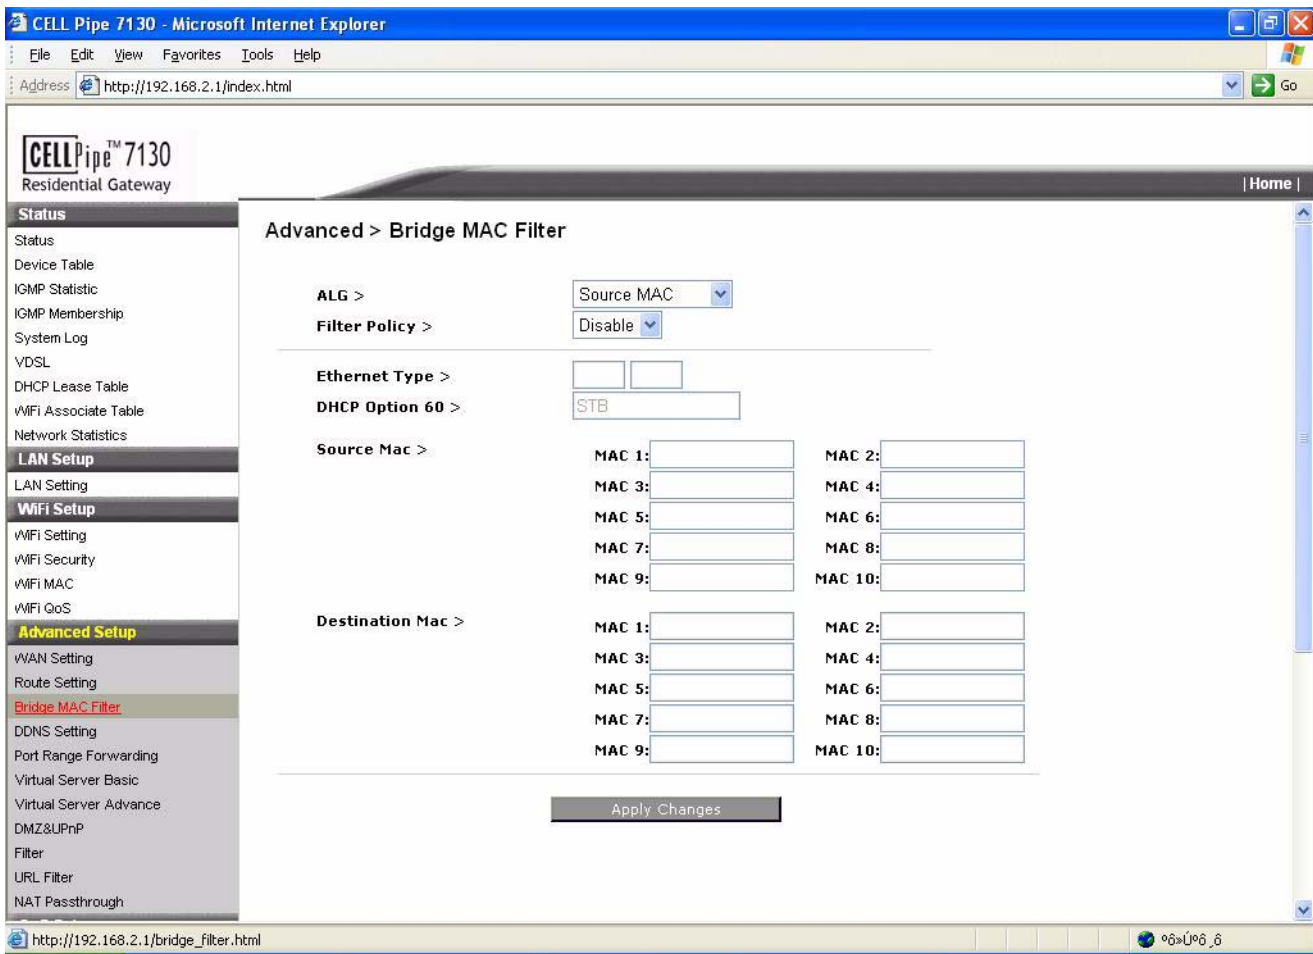 CELL Pipe 7130 - Microsoft Internet Explorer
File Edit View Favorites Tools Help
Address http://192.168.2.1/index.html Go
CELLPipe™ 7130
Residential Gateway
| Home |
Status
Status
Device Table
IGMP Statistic
IGMP Membership
System Log
VDSL
DHCP Lease Table
WiFi Associate Table
Network Statistics
LAN Setup
LAN Setting
WiFi Setup
WiFi Setting
WiFi Security
WiFi MAC
WiFi QoS
Advanced Setup
WAN Setting
Route Setting
Bridge MAC Filter
DDNS Setting
Port Range Forwarding
Virtual Server Basic
Virtual Server Advance
DMZ&UPnP
Filter
URL Filter
NAT Passthrough
Advanced > Bridge MAC Filter
ALG > Source MAC
Filter Policy > Disable
Ethernet Type >
DHCP Option 60 > STB
Source Mac > MAC 1: MAC 2:
MAC 3: MAC 4:
MAC 5: MAC 6:
MAC 7: MAC 8:
MAC 9: MAC 10:
Destination Mac > MAC 1: MAC 2:
MAC 3: MAC 4:
MAC 5: MAC 6:
MAC 7: MAC 8:
MAC 9: MAC 10:
Apply Changes
http://192.168.2.1/bridge_filter.html